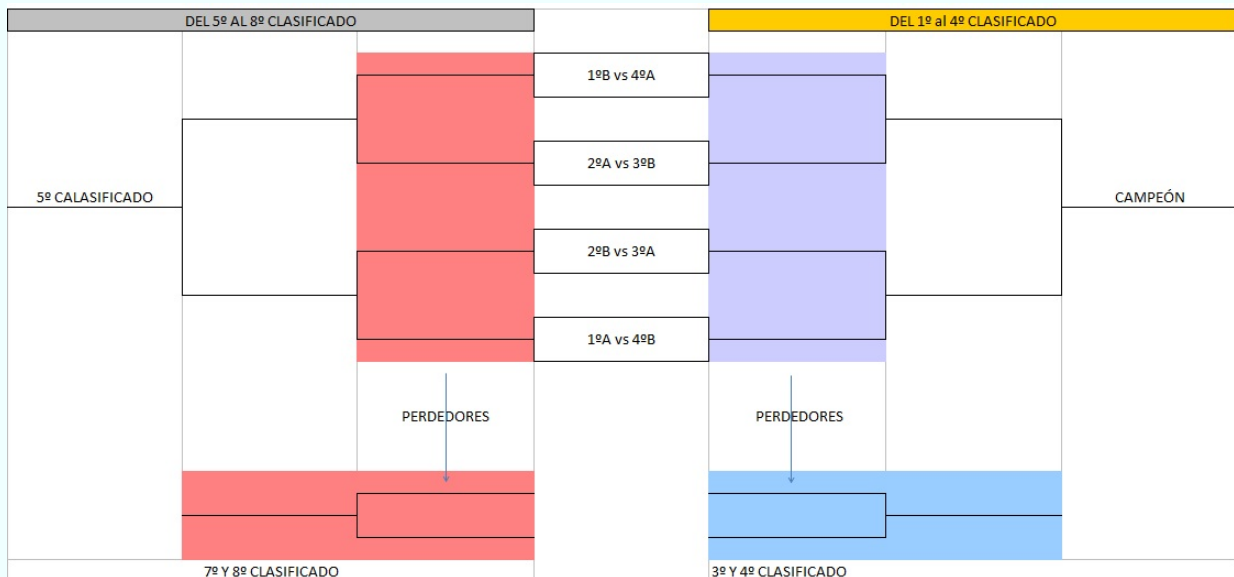 DEL 5º AL 8º CLASIFICADO
DEL 1º al 4º CLASIFICADO
1ºB vs 4ºA
2ºA vs 3ºB
5º CALASIFICADO
CAMPEÓN
2ºB vs 3ºA
1ºA vs 4ºB
PERDEDORES
PERDEDORES
7º Y 8º CLASIFICADO
3º Y 4º CLASIFICADO